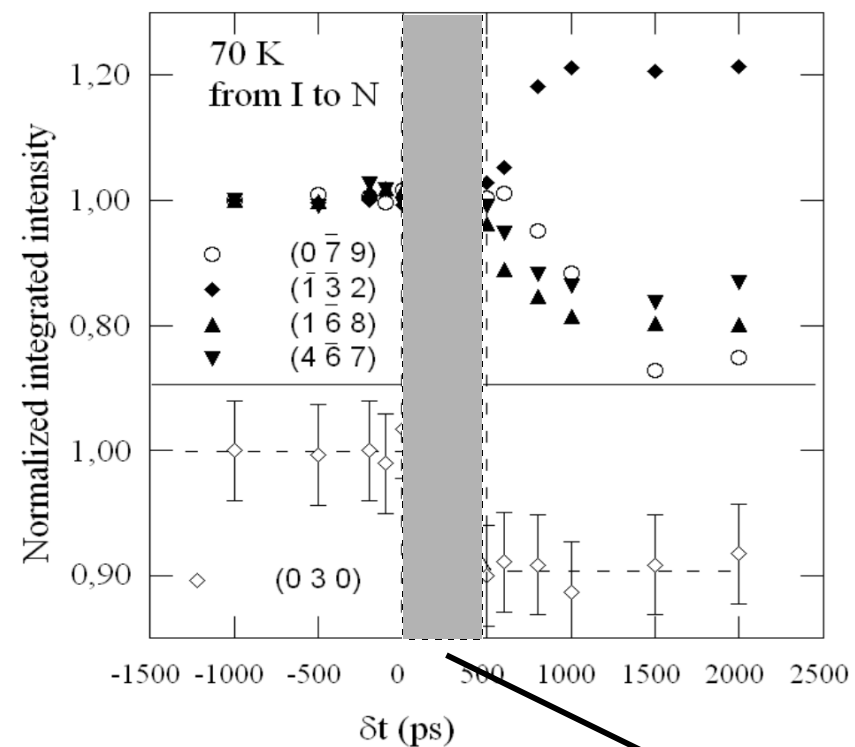 70 K
from I to N
1,20
1,00
0,80
(0 7̅ 9)
(1̅ 3̅ 2)
(1 6̅ 8)
(4 6̅ 7)
1,00
0,90
(0 3 0)
Normalized integrated intensity
-1500 -1000 -500 0 500 1000 1500 2000 2500
δt (ps)